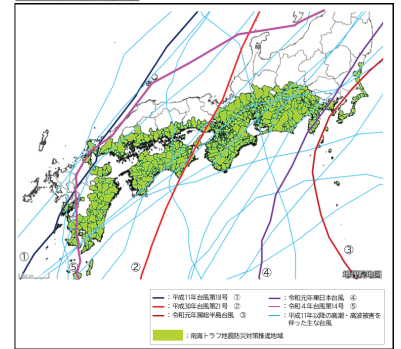 ①
⑤
②
④
③
地理院地図
：平成11年台風第18号 ①
：平成30年台風第21号 ②
：令和元年房総半島台風 ③
：令和元年東日本台風 ④
：令和４年台風第14号 ⑤
：平成11年以降の高潮・高波被害を
伴った主な台風
：南海トラフ地震防災対策推進地域